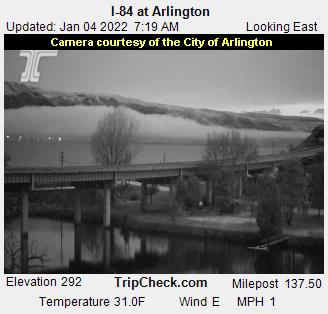 I-84 at Arlington
Updated: Jan 04 2022 7:19 AM Looking East
Camera courtesy of the City of Arlington
Elevation 292 TripCheck.com Milepost 137.50
Temperature 31.0F Wind E MPH 1